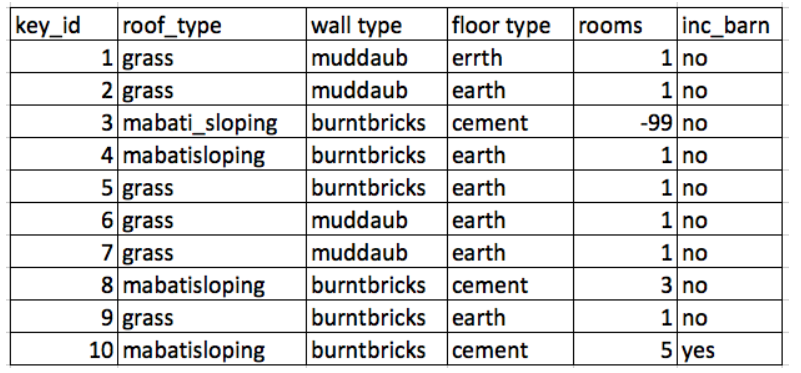 key_id roof_type wall type floor type rooms inc_barn
1 grass muddaub errth 1 no
2 grass muddaub earth 1 no
3 mabati_sloping burntbricks cement -99 no
4 mabatisloping burntbricks earth 1 no
5 grass burntbricks earth 1 no
6 grass muddaub earth 1 no
7 grass muddaub earth 1 no
8 mabatisloping burntbricks cement 3 no
9 grass burntbricks earth 1 no
10 mabatisloping burntbricks cement 5 yes